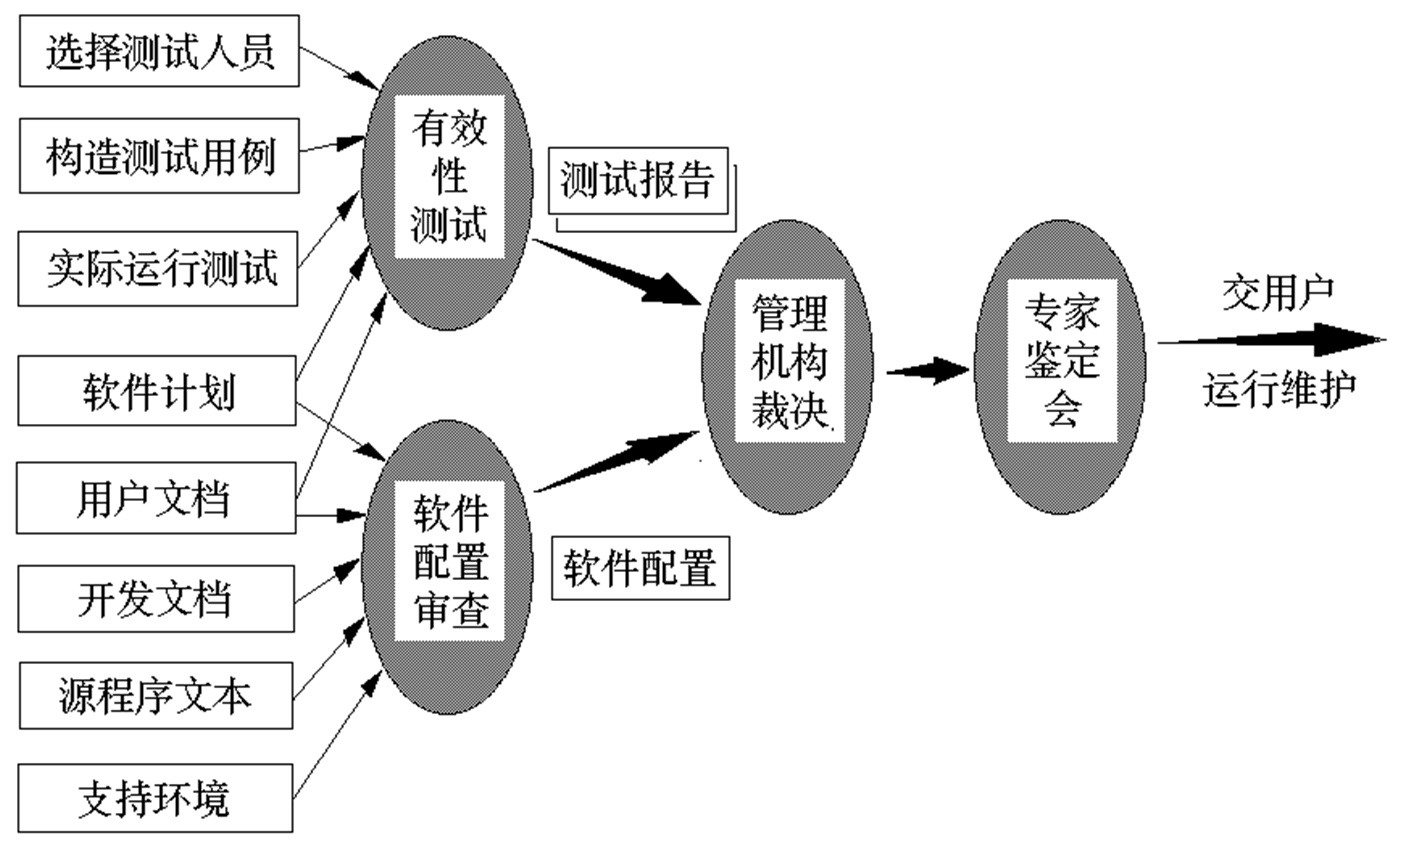 选择测试人员
构造测试用例
实际运行测试
软件计划
用户文档
开发文档
源程序文本
支持环境
有效
性
测试
软件
配置
审查
测试报告
软件配置
管理
机构
裁决
专家
鉴定
会
交用户
运行维护